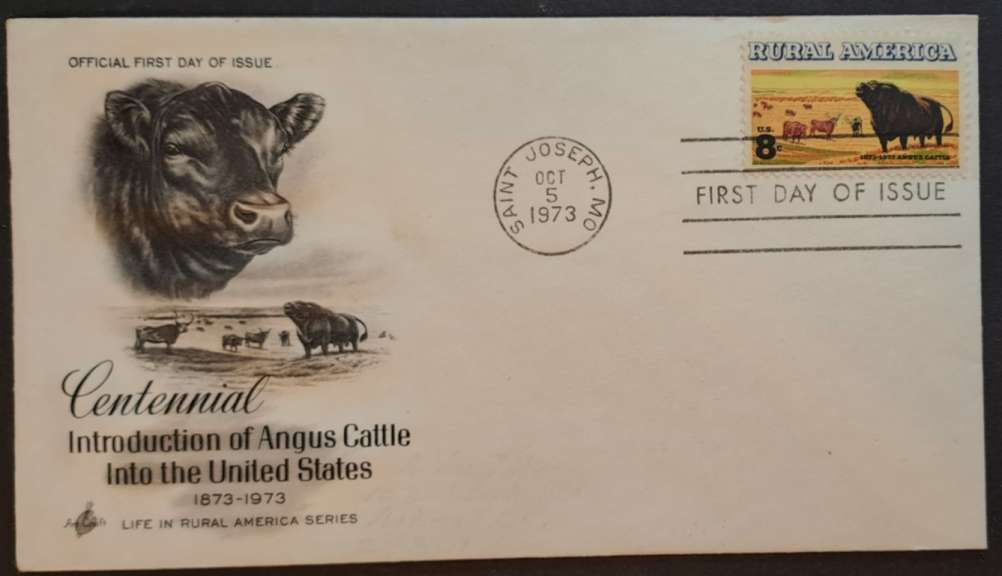 OFFICIAL FIRST DAY OF ISSUE
RURAL AMERICA
U.S.
8c
1873-1973 ANGUS CATTLE
SAINT JOSEPH, MO
OCT
5
1973
FIRST DAY OF ISSUE
Centennial
Introduction of Angus Cattle
Into the United States
1873-1973
ArtCraft
LIFE IN RURAL AMERICA SERIES